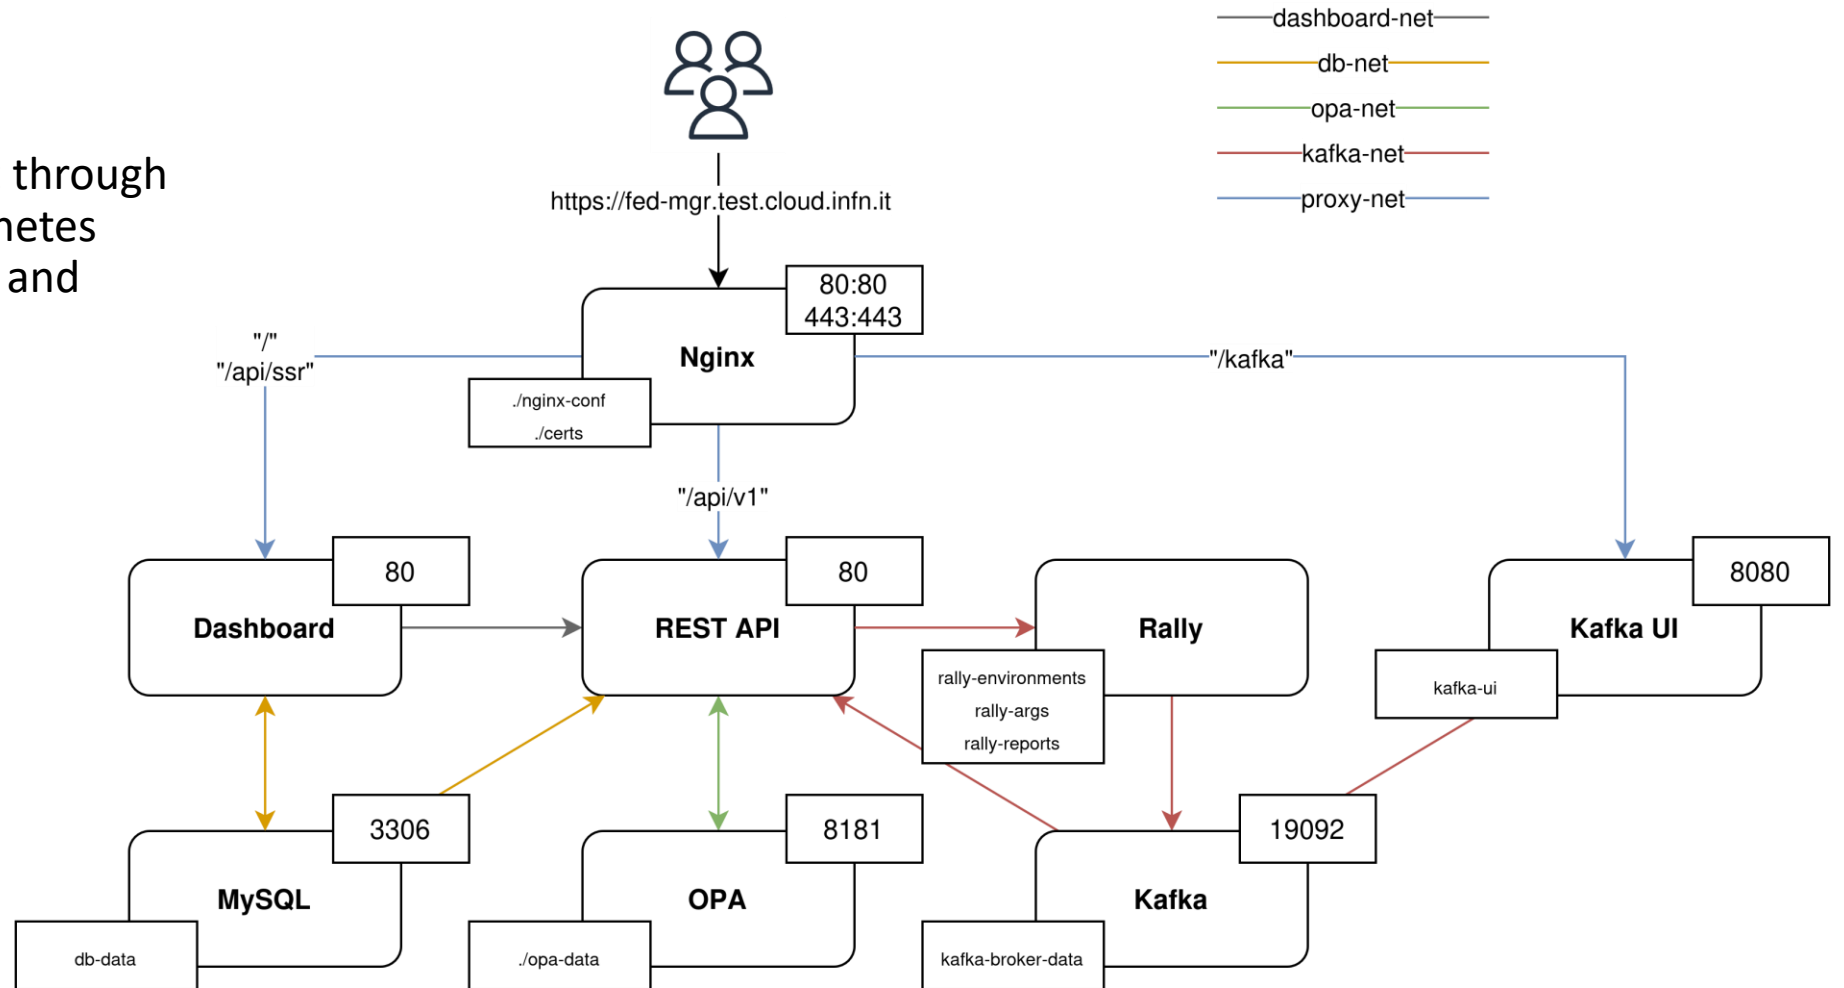 dashboard-net
db-net
opa-net
kafka-net
proxy-net
through
netes
and
https://fed-mgr.test.cloud.infn.it
80:80
443:443
Nginx
./nginx-conf
./certs
"/"
"/api/ssr"
"/kafka"
"/api/v1"
80
Dashboard
80
REST API
Rally
rally-environments
rally-args
rally-reports
8080
Kafka UI
kafka-ui
3306
MySQL
db-data
8181
OPA
./opa-data
19092
Kafka
kafka-broker-data